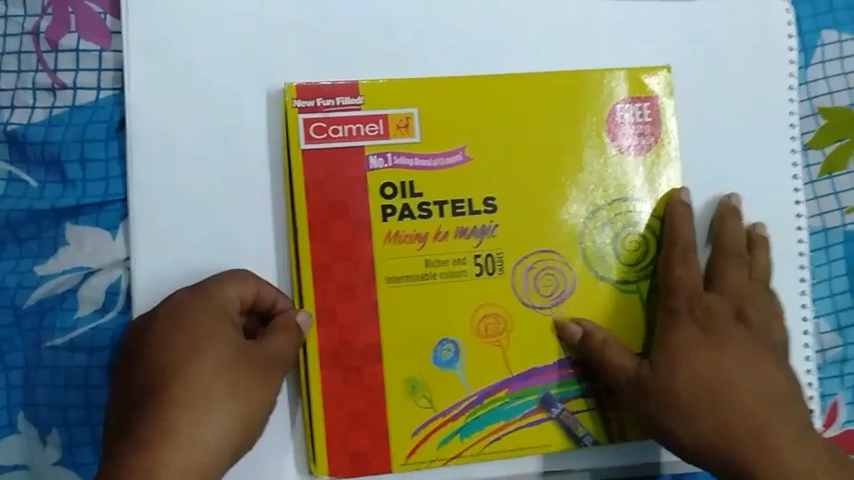 New Fun Filled!
Camel
No.1 Selling Brand of Crayons*
FREE
OIL
PASTELS
Mixing ka magic
Richer and
Intermixable colours
50 SHADES